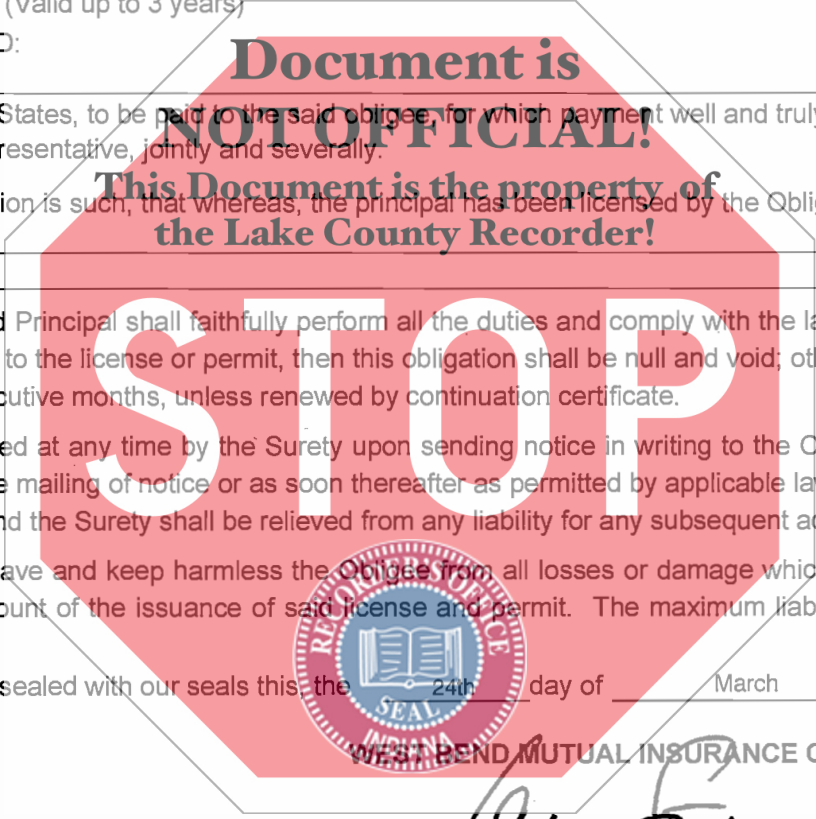 (Valid up to 3 years)
D:
Document is
States, to be paid to the said obligee, for which payment well and truly
NOT OFFICIAL!
resentative, jointly and severally.
This Document is the property of
ion is such, that whereas, the principal has been licensed by the Oblig
the Lake County Recorder!
d Principal shall faithfully perform all the duties and comply with the la
to the license or permit, then this obligation shall be null and void; oth
cutive months, unless renewed by continuation certificate.
STOP
ed at any time by the Surety upon sending notice in writing to the O
e mailing of notice or as soon thereafter as permitted by applicable la
nd the Surety shall be relieved from any liability for any subsequent ac
ave and keep harmless the Obligee from all losses or damage whic
ount of the issuance of said license and permit. The maximum liab
RECORDER'S OFFICE
SEAL
INDIANA
sealed with our seals this, the 24th day of March
WEST BEND MUTUAL INSURANCE C